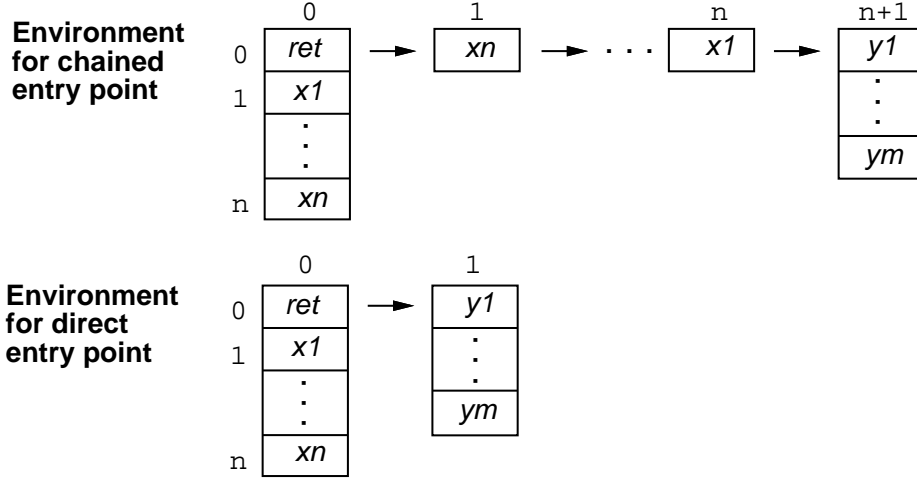 0 1 n n+1
Environment
for chained
entry point
0 ret xn . . . x1 y1
1 x1
.
.
.
.
.
.
ym
n xn
0 1
Environment
for direct
entry point
0 ret y1
1 x1
.
.
.
.
.
.
ym
n xn